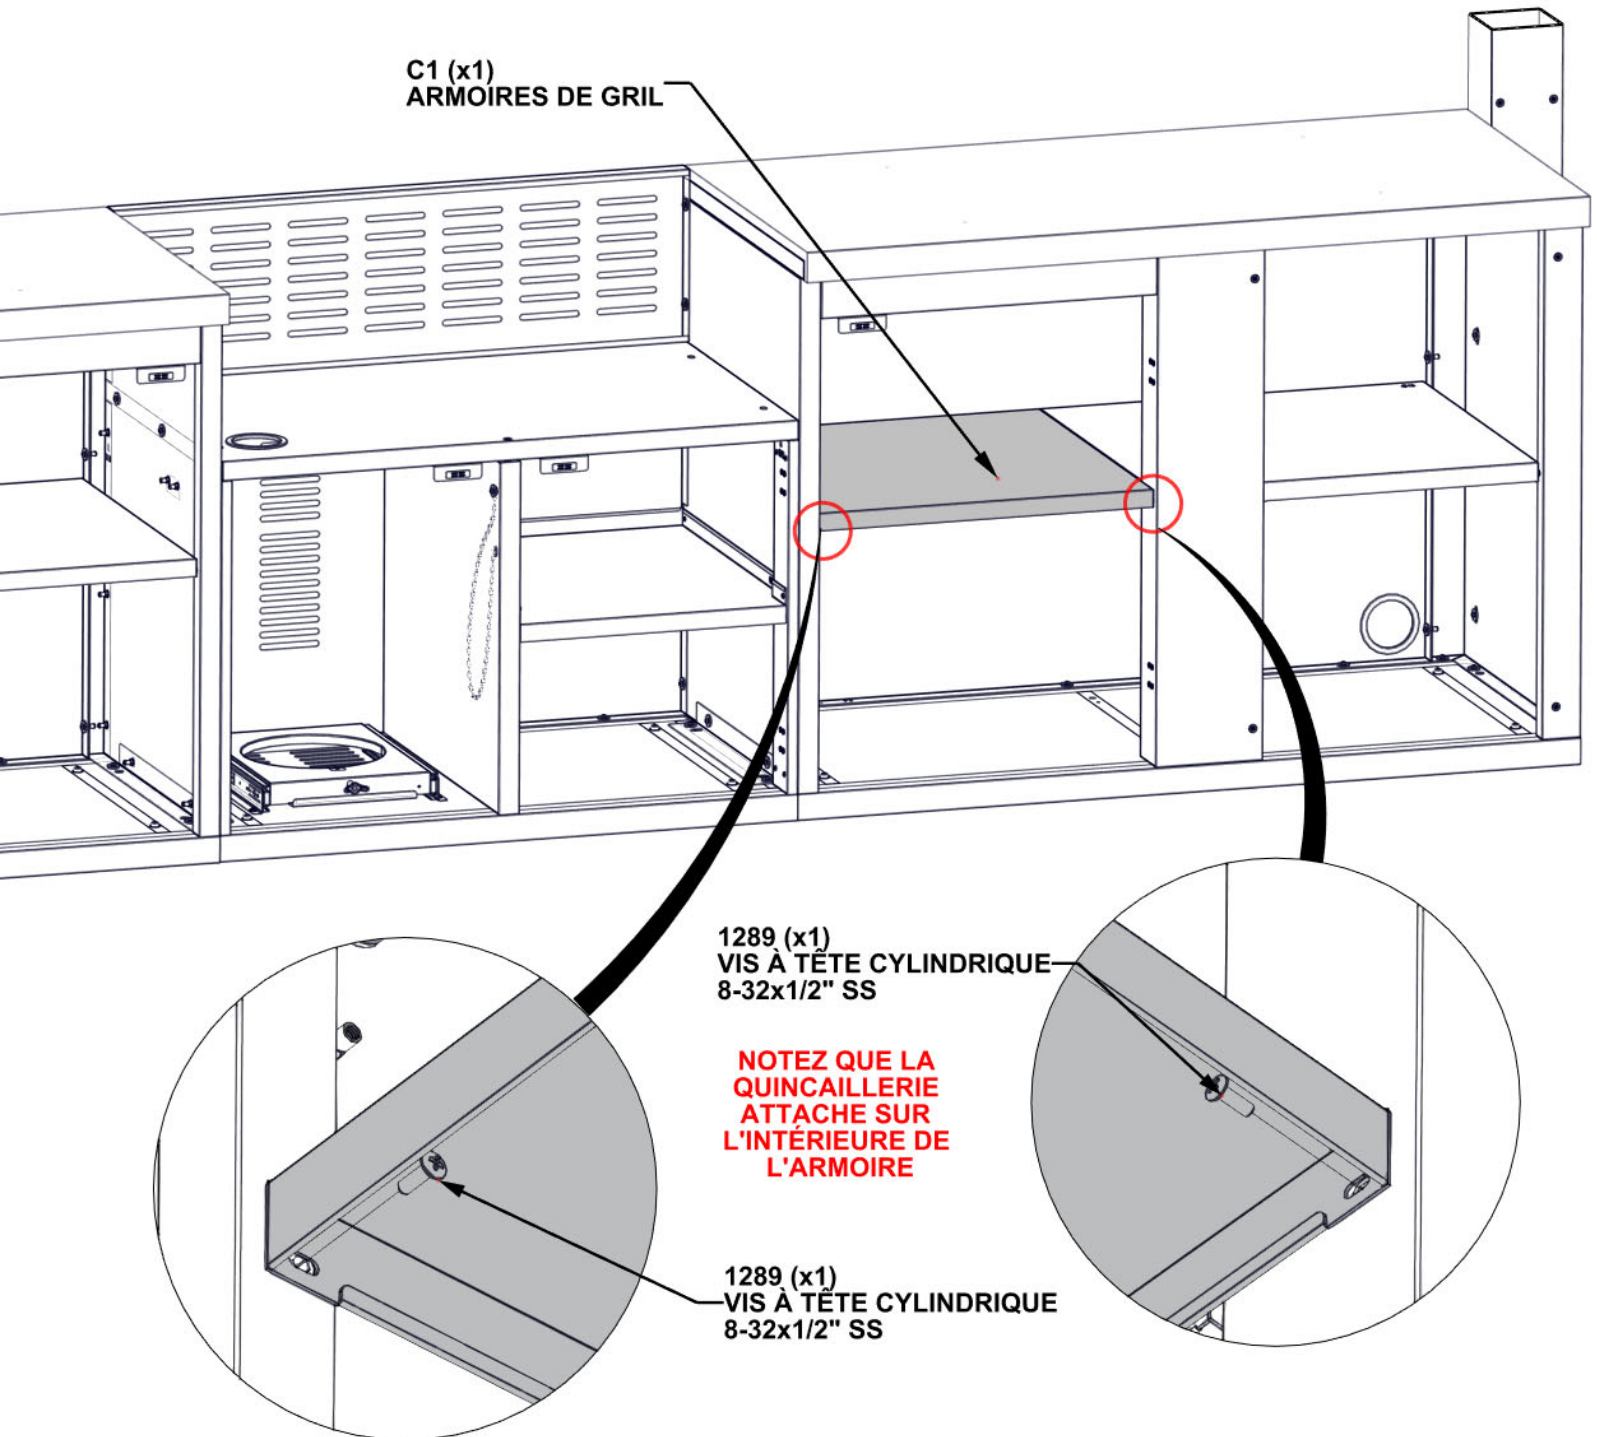 C1 (x1)
ARMOIRES DE GRIL
1289 (x1)
VIS À TÊTE CYLINDRIQUE
8-32x1/2" SS
NOTEZ QUE LA
QUINCAILLERIE
ATTACHE SUR
L'INTÉRIEURE DE
L'ARMOIRE
1289 (x1)
VIS À TÊTE CYLINDRIQUE
8-32x1/2" SS